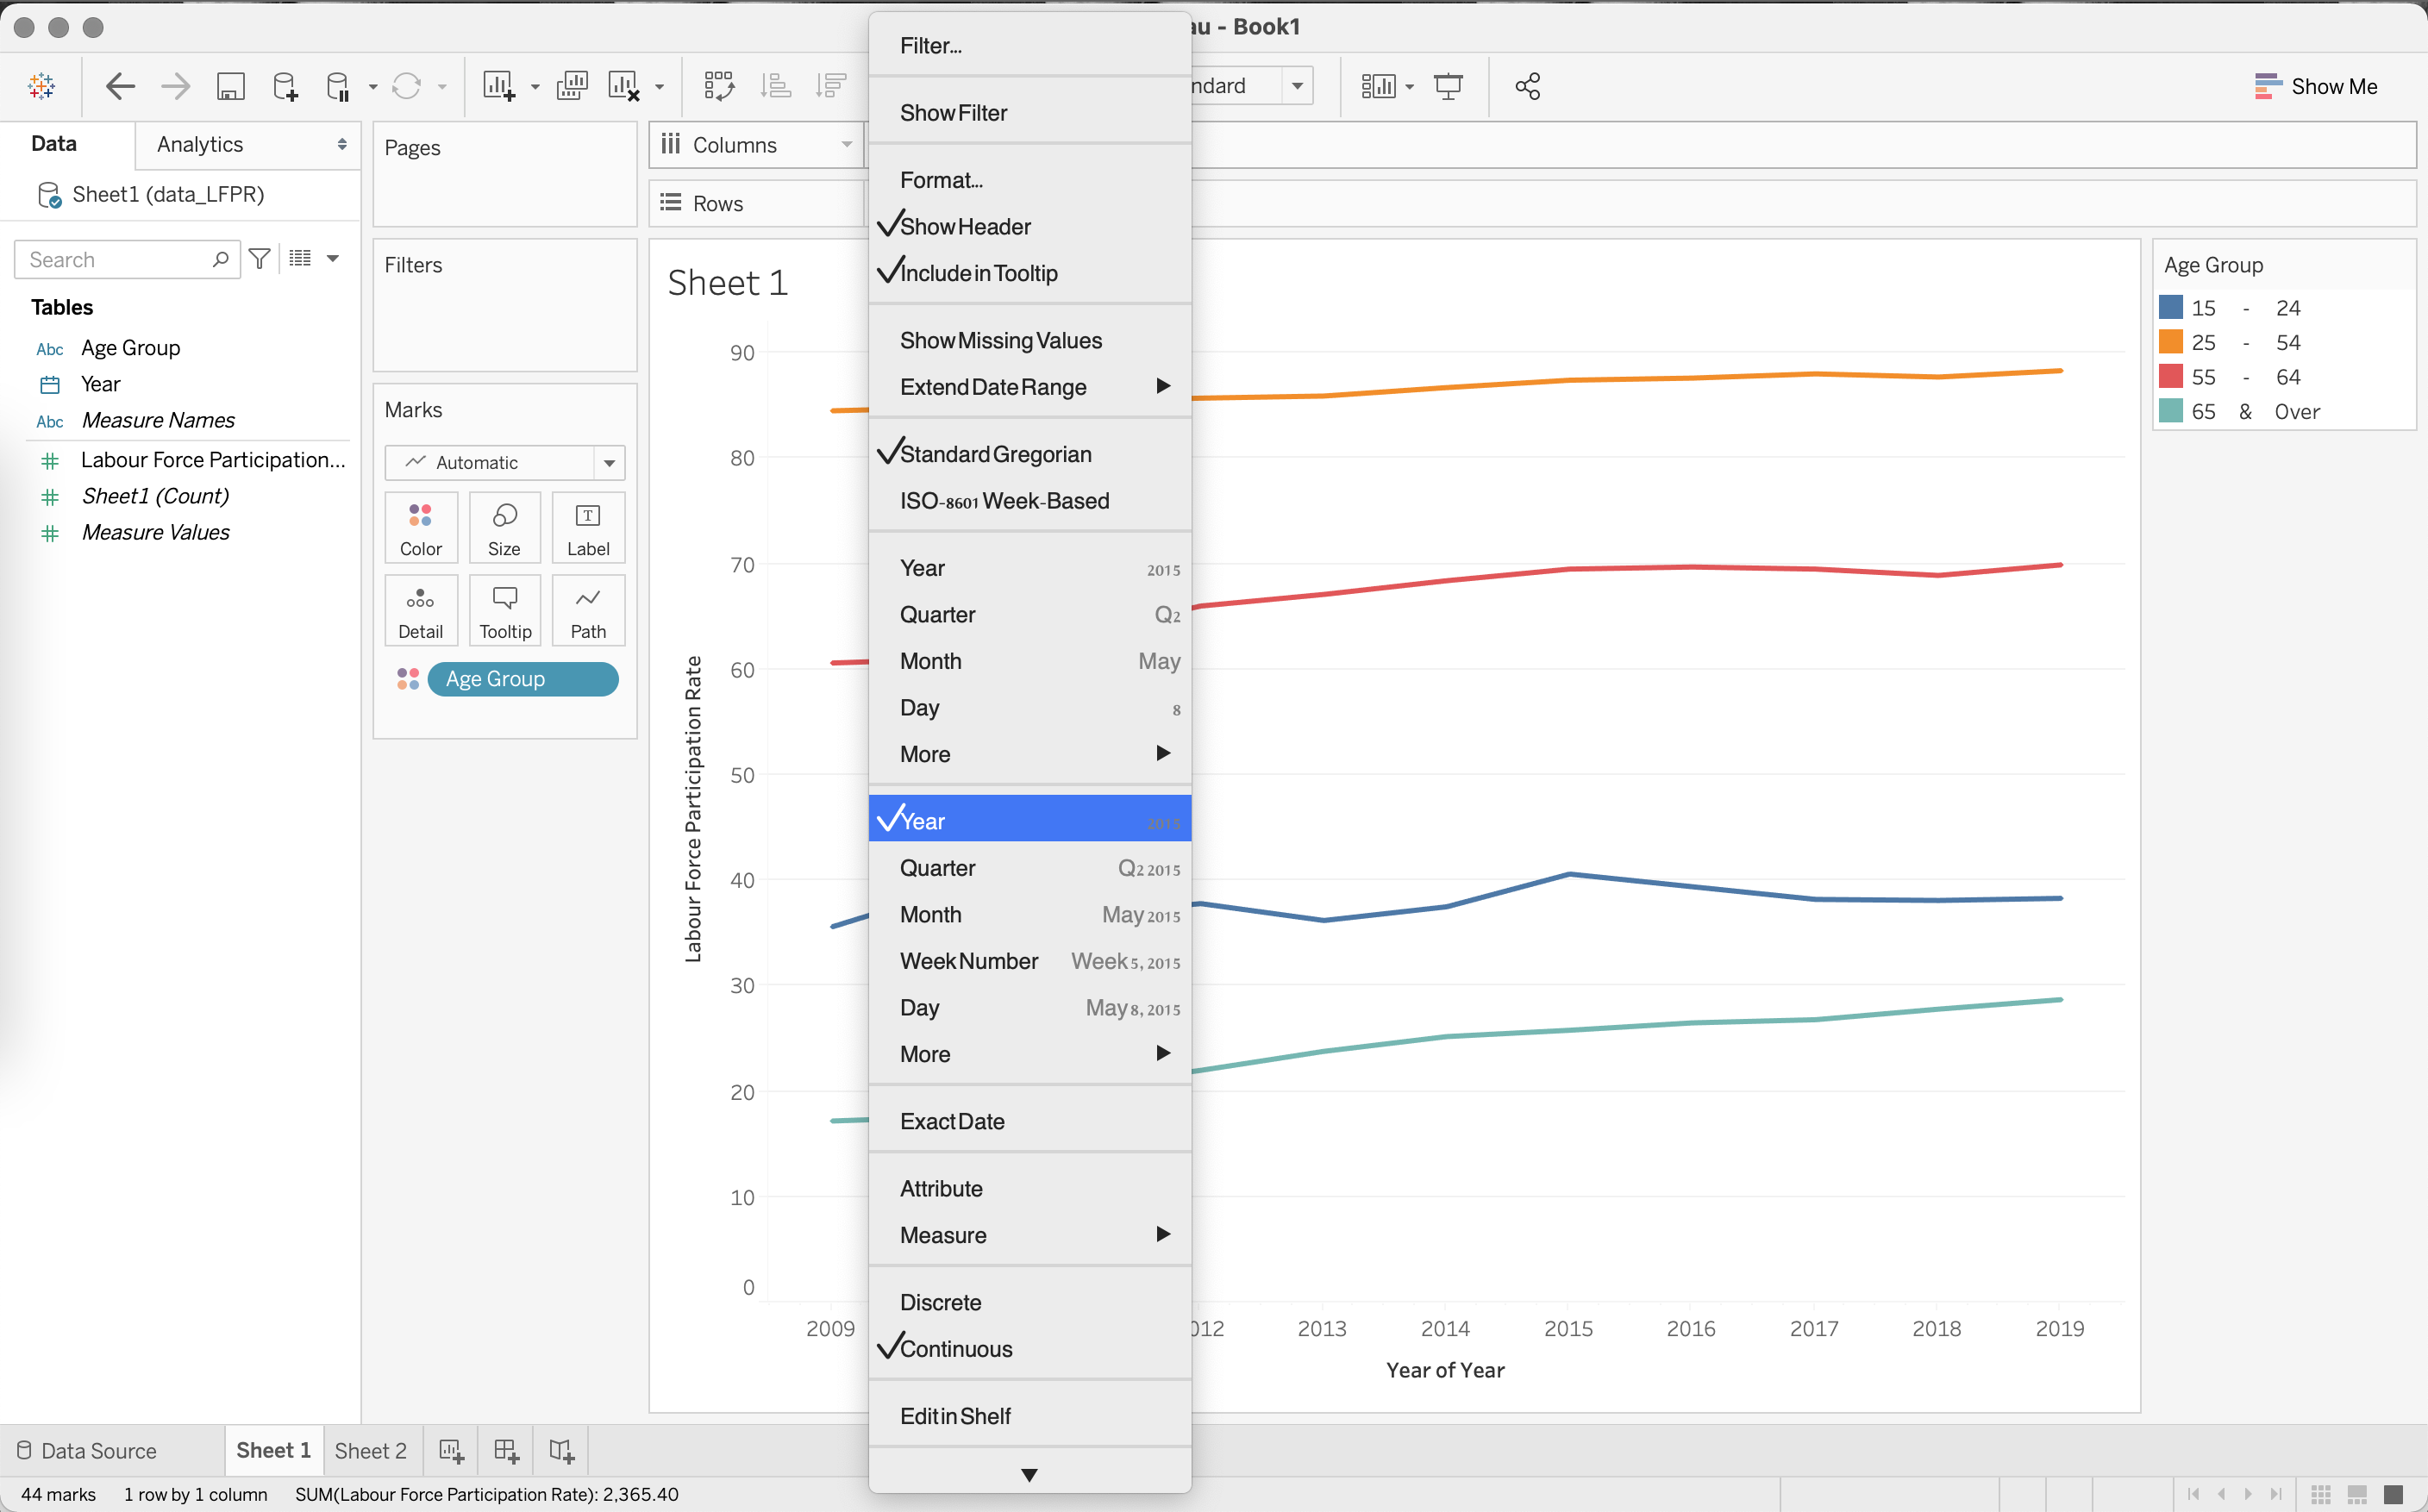 au - Book1
ndard
Show Me
Data
Analytics
Sheet1 (data_LFPR)
Search
Tables
Abc Age Group
Year
Abc Measure Names
Labour Force Participation...
Sheet1 (Count)
Measure Values
Pages
Filters
Marks
Automatic
Color Size Label
Detail Tooltip Path
Age Group
Columns
Rows
Sheet 1
Labour Force Participation Rate
90
80
70
60
50
40
30
20
10
0
2009 012 2013 2014 2015 2016 2017 2018 2019
Year of Year
Filter...
Show Filter
Format...
Show Header
Include in Tooltip
Show Missing Values
Extend Date Range
Standard Gregorian
ISO-8601 Week-Based
Year 2015
Quarter Q2
Month May
Day 8
More
Year 2015
Quarter Q2 2015
Month May 2015
Week Number Week 5, 2015
Day May 8, 2015
More
Exact Date
Attribute
Measure
Discrete
Continuous
Edit in Shelf
Age Group
15 - 24
25 - 54
55 - 64
65 & Over
Data Source
Sheet 1
Sheet 2
44 marks 1 row by 1 column SUM(Labour Force Participation Rate): 2,365.40